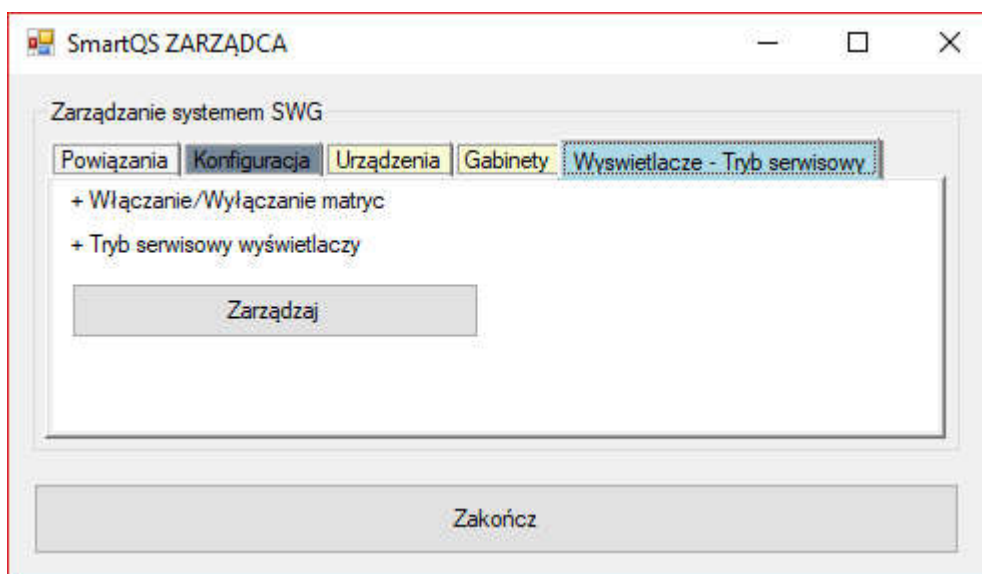 SmartQS ZARZĄDCA
Zarządzanie systemem SWG
Powiązania Konfiguracja Urządzenia Gabinety Wyswietlacze - Tryb serwisowy
+ Włączanie/Wyłączanie matryc
+ Tryb serwisowy wyświetlaczy
Zarządzaj
Zakończ